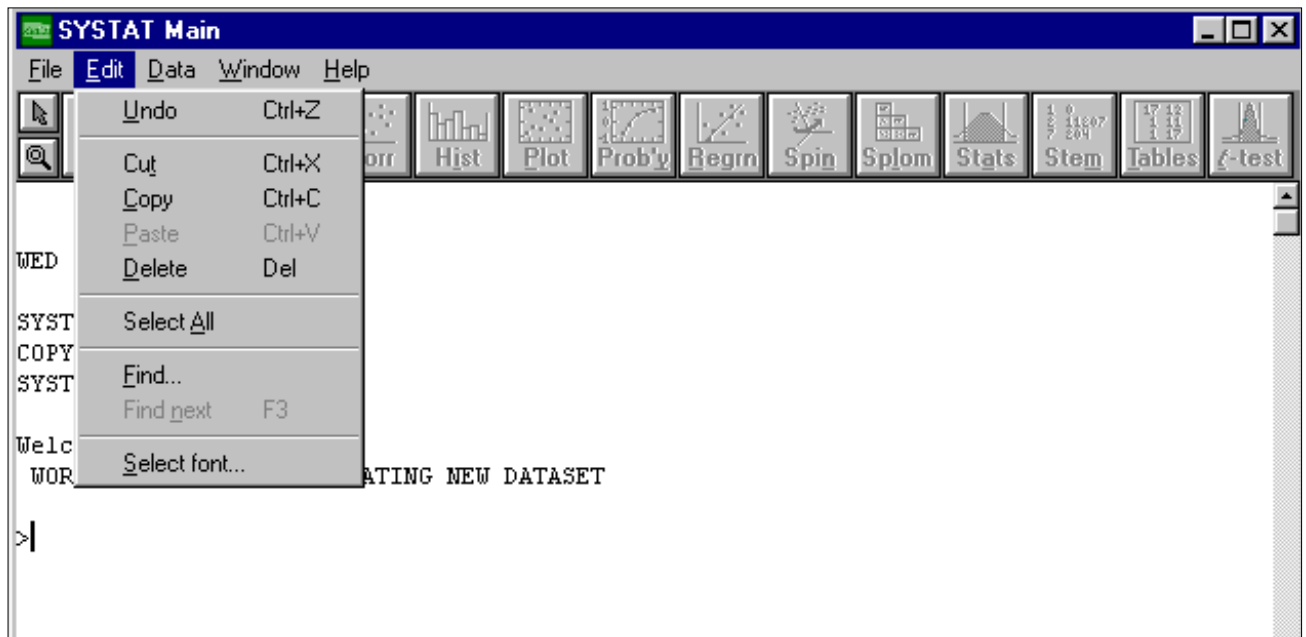 SYSTAT Main
File Edit Data Window Help
Undo Ctrl+Z
Cut Ctrl+X
Copy Ctrl+C
Paste Ctrl+V
Delete Del
Select All
Find...
Find next F3
Select font...
orr Hist Plot Prob'y Regrn Spin Splom Stats Stem Tables t-test
WED
SYST
COPY
SYST
Welc
WOR ATING NEW DATASET
>